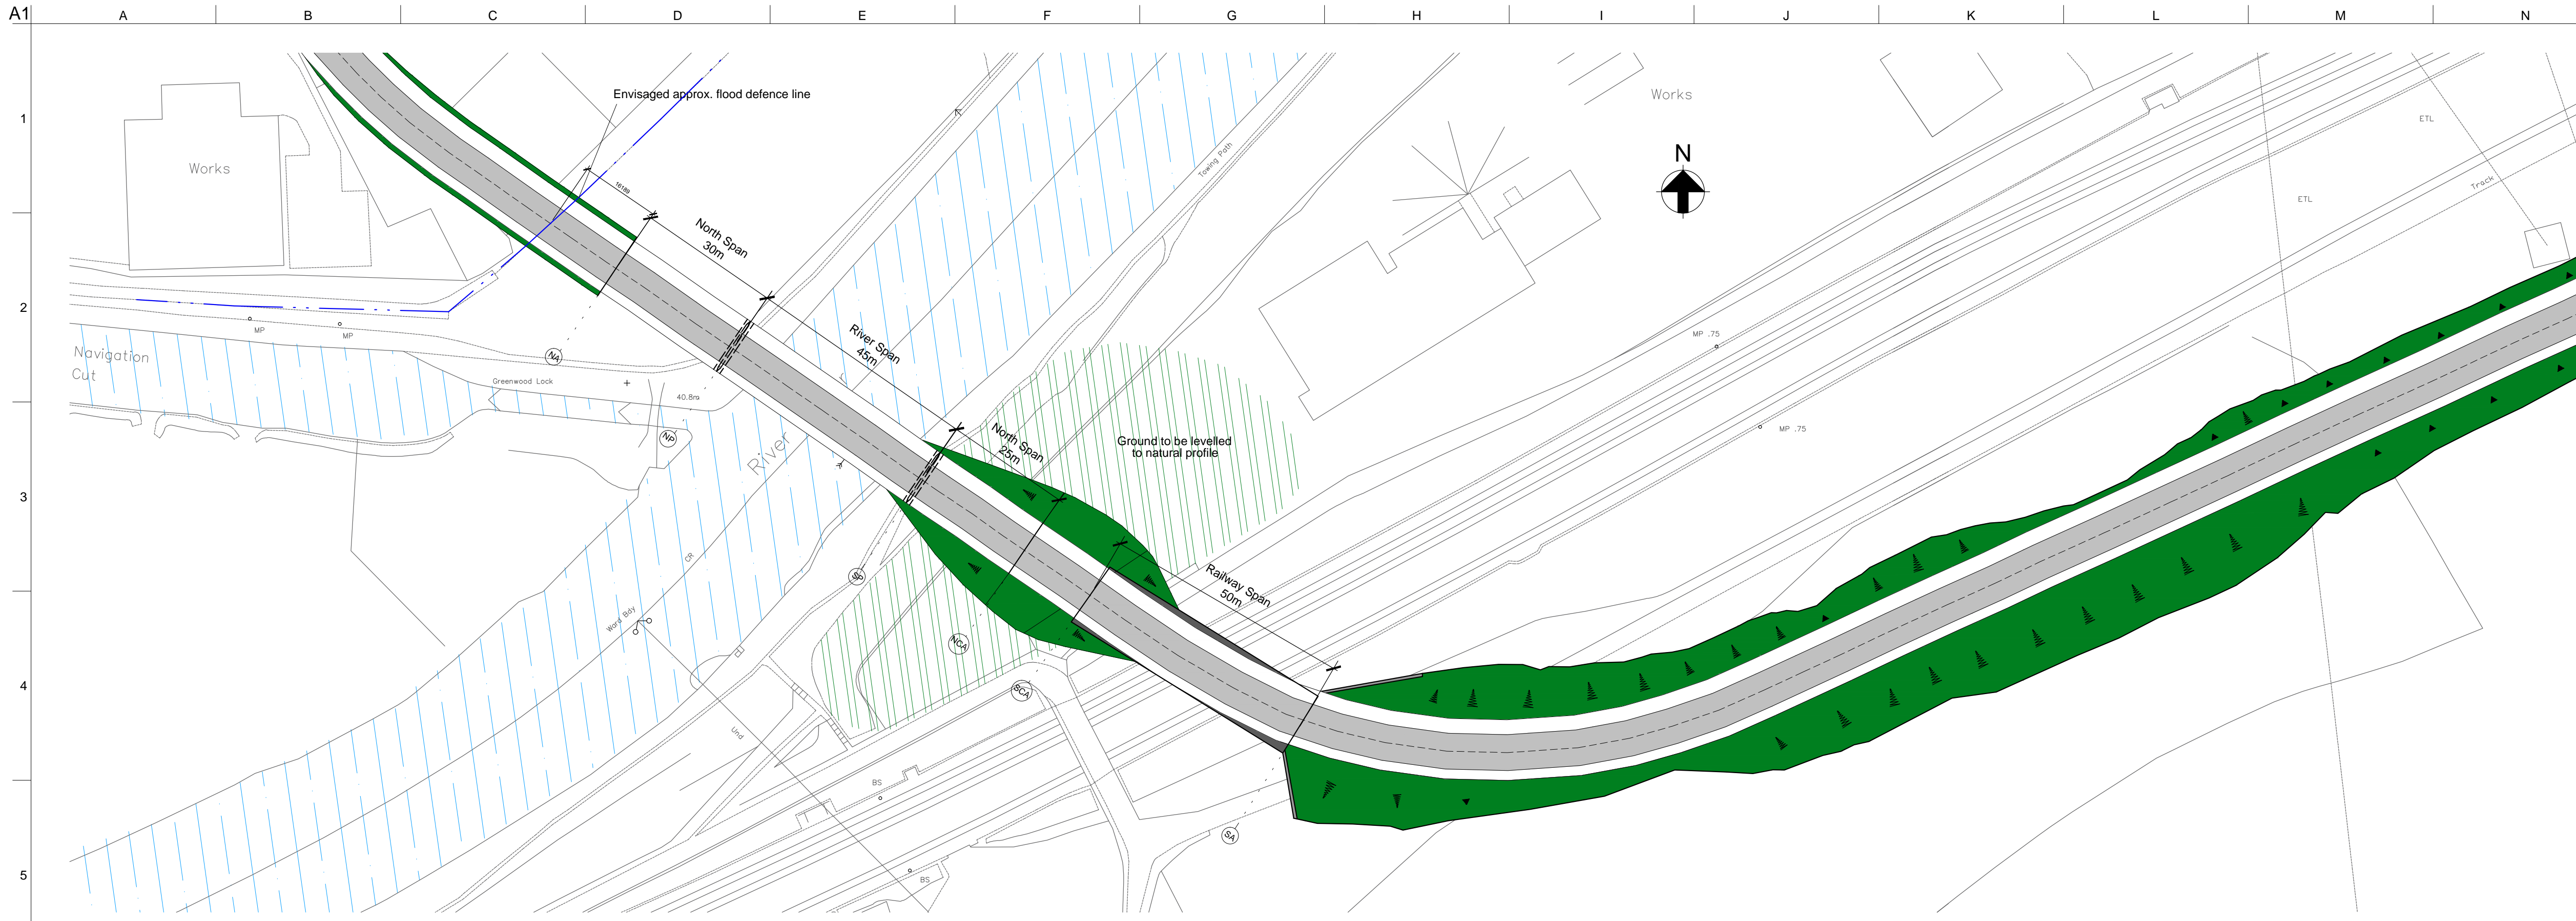 A1
A
B
C
D
E
F
G
H
I
J
K
L
M
N
1
2
3
4
5
Envisaged approx. flood defence line
Works
Works
N
ETL
ETL
Track
Towing Path
16189
North Span
30m
River Span
45m
North Span
25m
Railway Span
50m
Ground to be levelled
to natural profile
MP
MP
Navigation
Cut
Greenwood Lock
40.8m
NA
NP
SP
NCA
SCA
SA
River
r
CR
Ward Bdy
Und
BS
BS
MP .75
MP .75